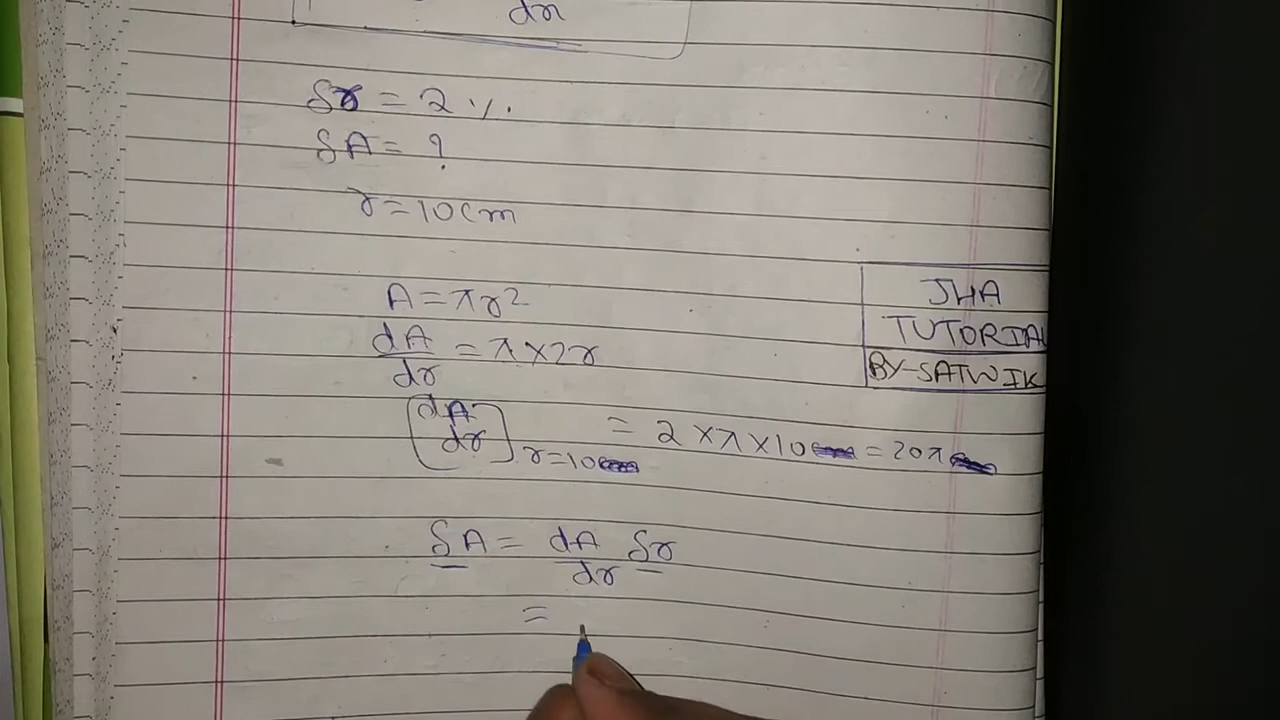 dx
δr = 2 %.
δA = ?
r = 10cm
A = πr2
dA/dr = π×2r
[dA/dr] r=10 = 2×π×10 = 20π
δA = dA/dr δr
=
JHA
TUTORIAL
BY-SATWIK